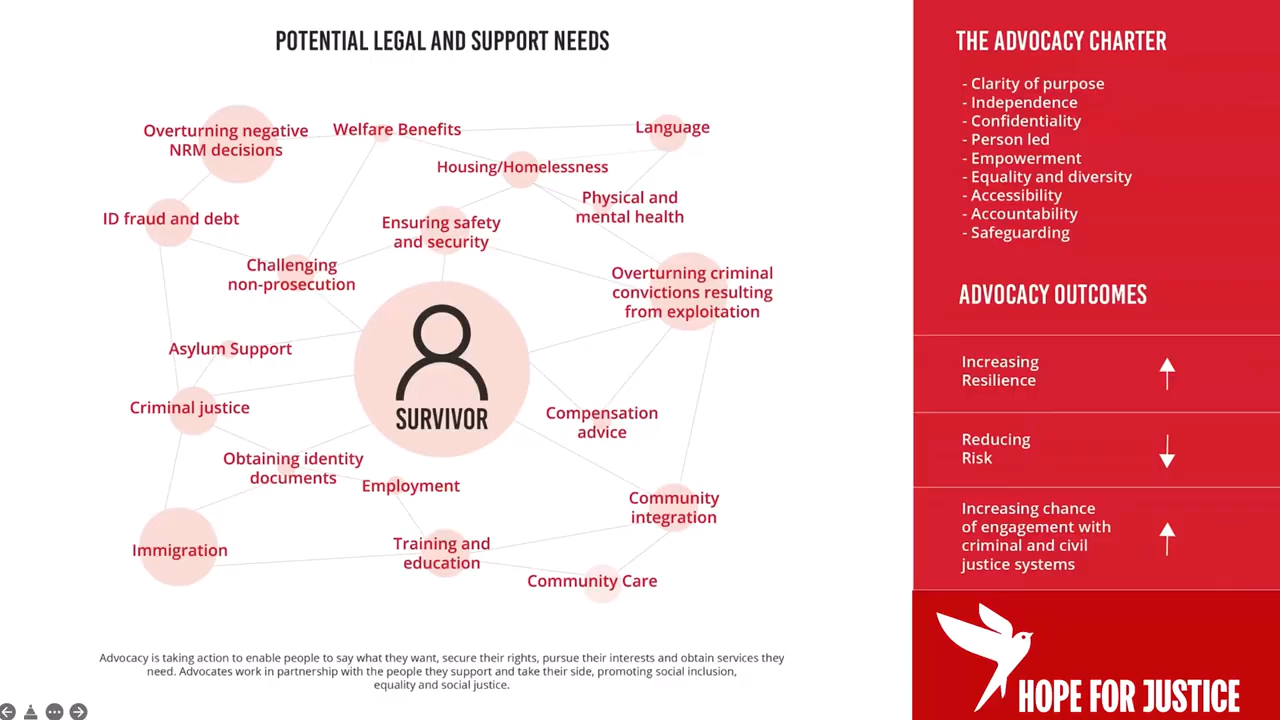 POTENTIAL LEGAL AND SUPPORT NEEDS
Overturning negative
NRM decisions
Welfare Benefits
Language
Housing/Homelessness
Physical and
mental health
ID fraud and debt
Ensuring safety
and security
Challenging
non-prosecution
Overturning criminal
convictions resulting
from exploitation
Asylum Support
SURVIVOR
Criminal justice
Compensation
advice
Obtaining identity
documents
Employment
Community
integration
Immigration
Training and
education
Community Care
Advocacy is taking action to enable people to say what they want, secure their rights, pursue their interests and obtain services they
need. Advocates work in partnership with the people they support and take their side, promoting social inclusion,
equality and social justice.
THE ADVOCACY CHARTER
- Clarity of purpose
- Independence
- Confidentiality
- Person led
- Empowerment
- Equality and diversity
- Accessibility
- Accountability
- Safeguarding
ADVOCACY OUTCOMES
Increasing
Resilience
Reducing
Risk
Increasing chance
of engagement with
criminal and civil
justice systems
HOPE FOR JUSTICE